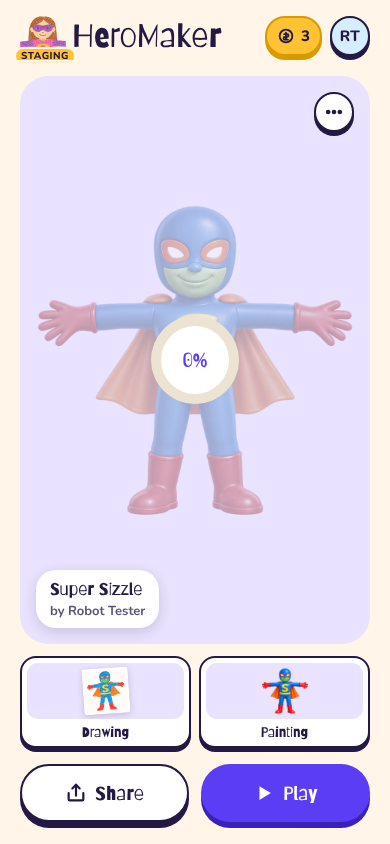 HeroMaker
STAGING
3
RT
0%
Super Sizzle
by Robot Tester
S
Drawing
S
Painting
Share
Play